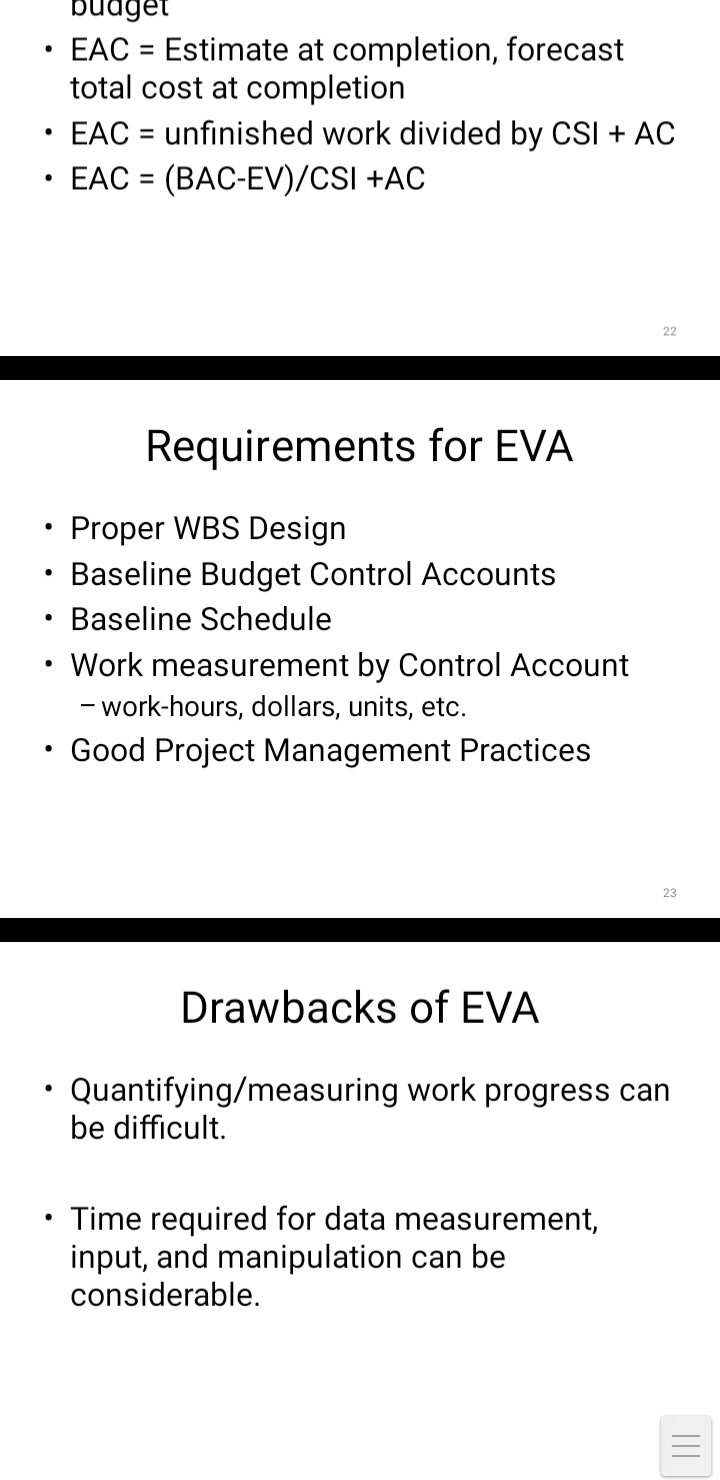 budget
• EAC = Estimate at completion, forecast
total cost at completion
• EAC = unfinished work divided by CSI + AC
• EAC = (BAC-EV)/CSI +AC
22
Requirements for EVA
• Proper WBS Design
• Baseline Budget Control Accounts
• Baseline Schedule
• Work measurement by Control Account
– work-hours, dollars, units, etc.
• Good Project Management Practices
23
Drawbacks of EVA
• Quantifying/measuring work progress can
be difficult.
• Time required for data measurement,
input, and manipulation can be
considerable.